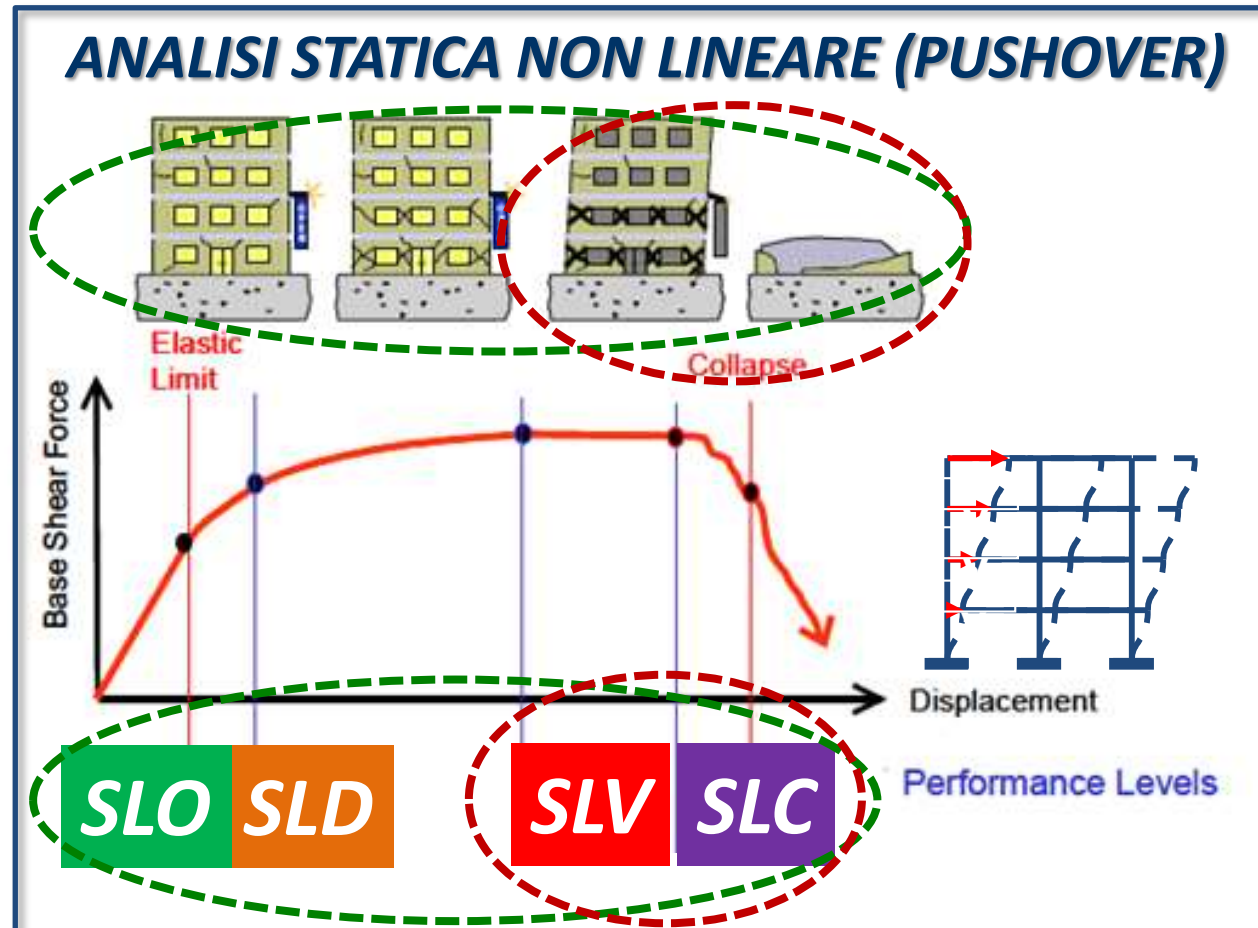 ANALISI STATICA NON LINEARE (PUSHOVER)
Elastic
Limit
Collapse
Base Shear Force
Displacement
SLO
SLD
SLV
SLC
Performance Levels